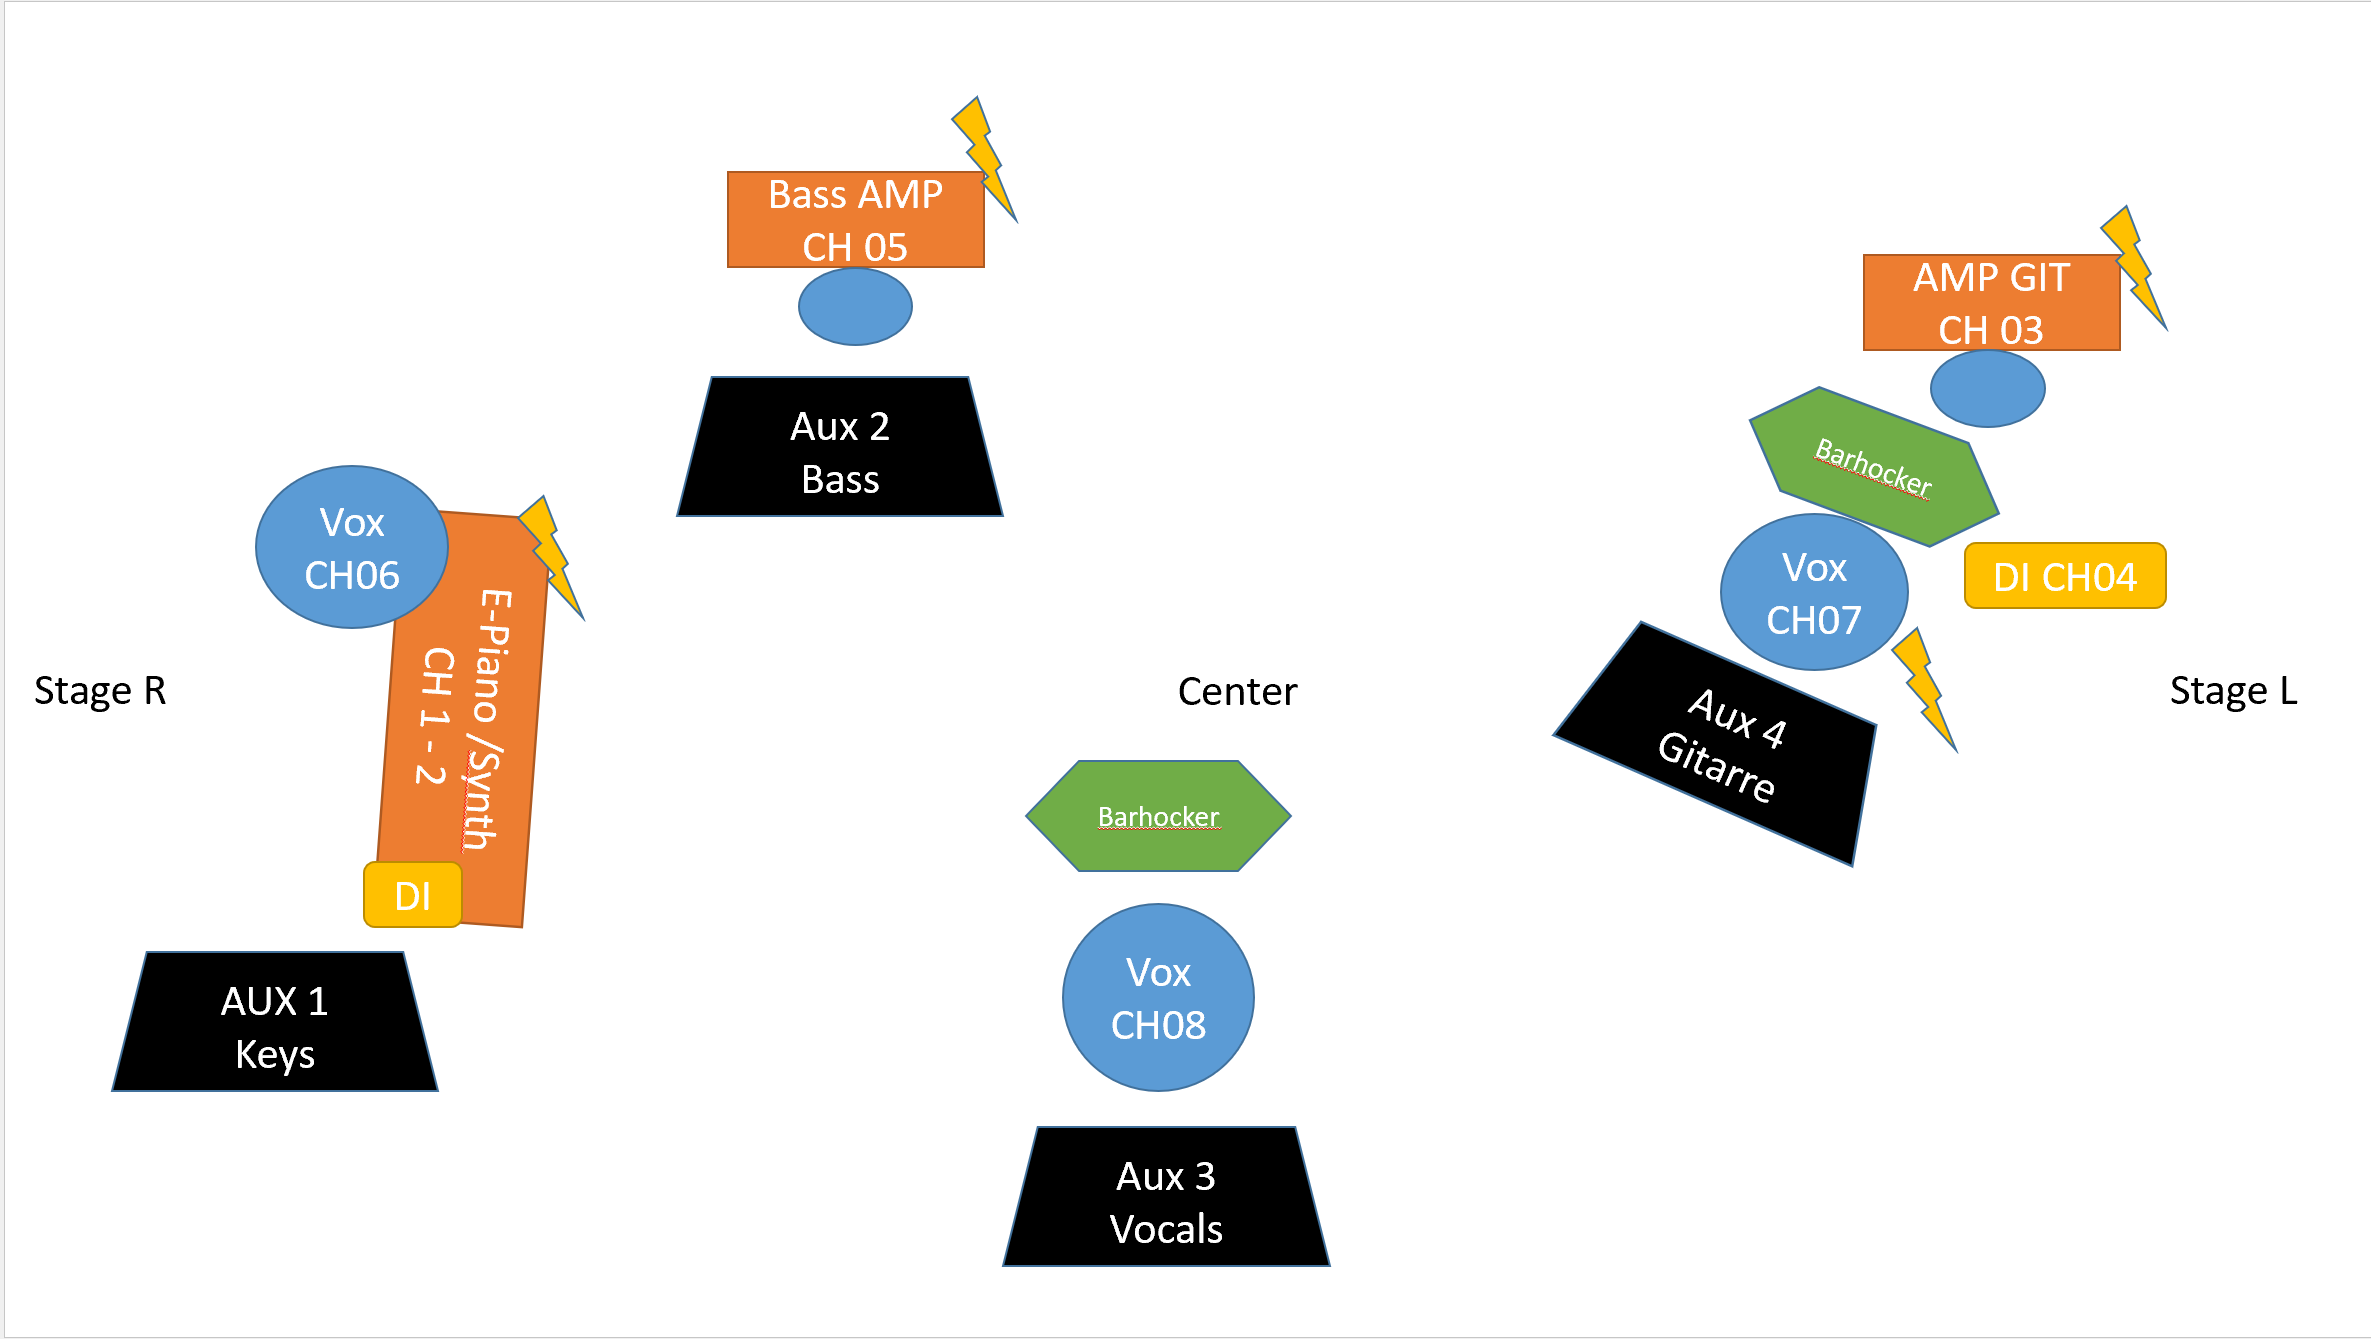 Bass AMP
CH 05
AMP GIT
CH 03
Aux 2
Bass
Barhocker
Vox
CH06
Vox
CH07
DI CH04
E-Piano /Synth
CH 1 - 2
Stage R
Center
Stage L
Aux 4
Gitarre
Barhocker
DI
Vox
CH08
AUX 1
Keys
Aux 3
Vocals